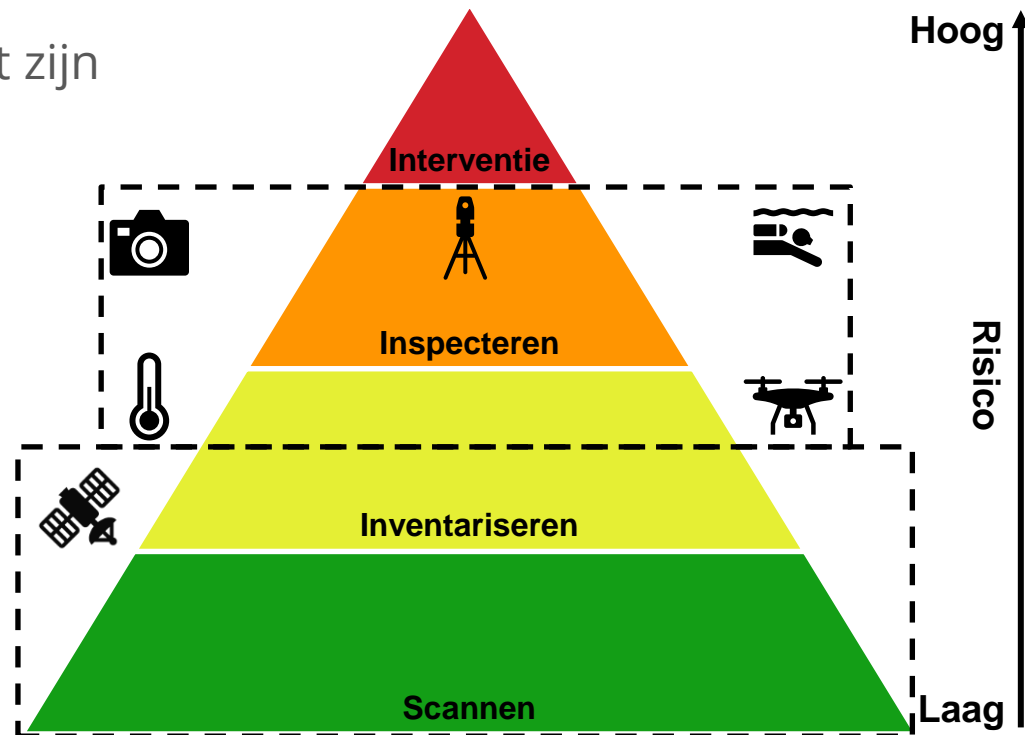 t zijn
Hoog
Interventie
Inspecteren
Risico
Inventariseren
Scannen
Laag